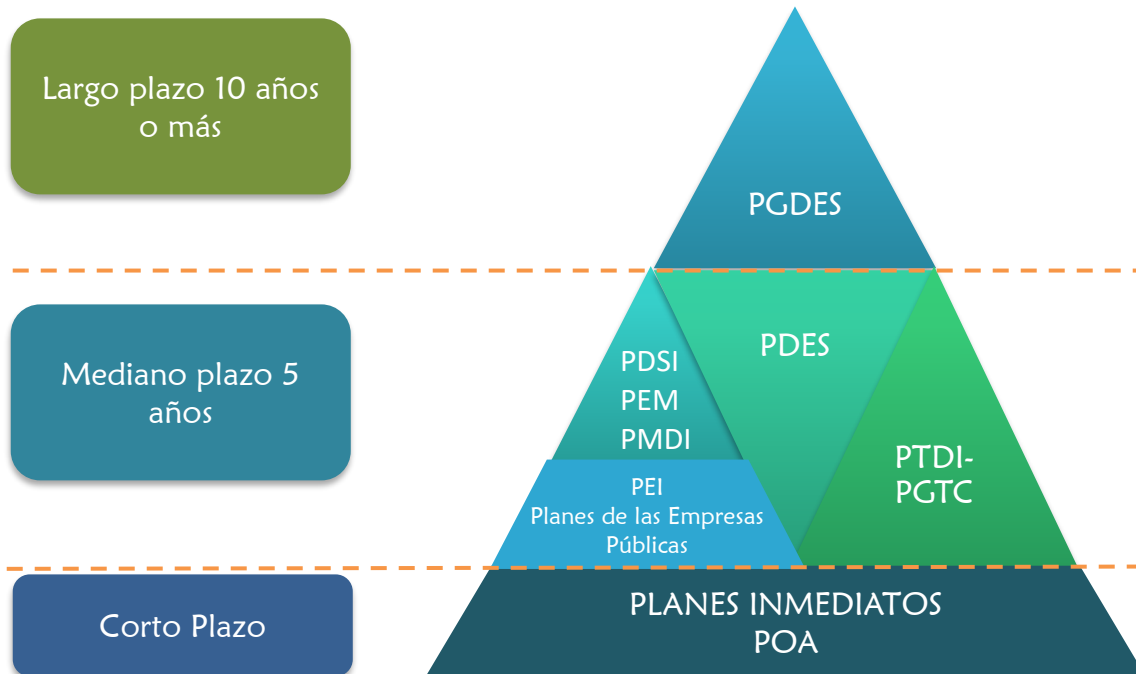 Largo plazo 10 años
o más
PGDES
Mediano plazo 5
años
PDSI
PEM
PMDI
PDES
PTDI-
PGTC
PEI
Planes de las Empresas
Públicas
Corto Plazo
PLANES INMEDIATOS
POA